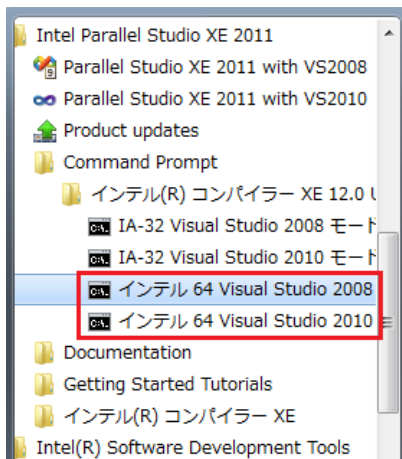 Intel Parallel Studio XE 2011
Parallel Studio XE 2011 with VS2008
Parallel Studio XE 2011 with VS2010
Product updates
Command Prompt
インテル(R) コンパイラー XE 12.0
IA-32 Visual Studio 2008 モード
IA-32 Visual Studio 2010 モード
インテル 64 Visual Studio 2008
インテル 64 Visual Studio 2010
Documentation
Getting Started Tutorials
インテル(R) コンパイラー XE
Intel(R) Software Development Tools